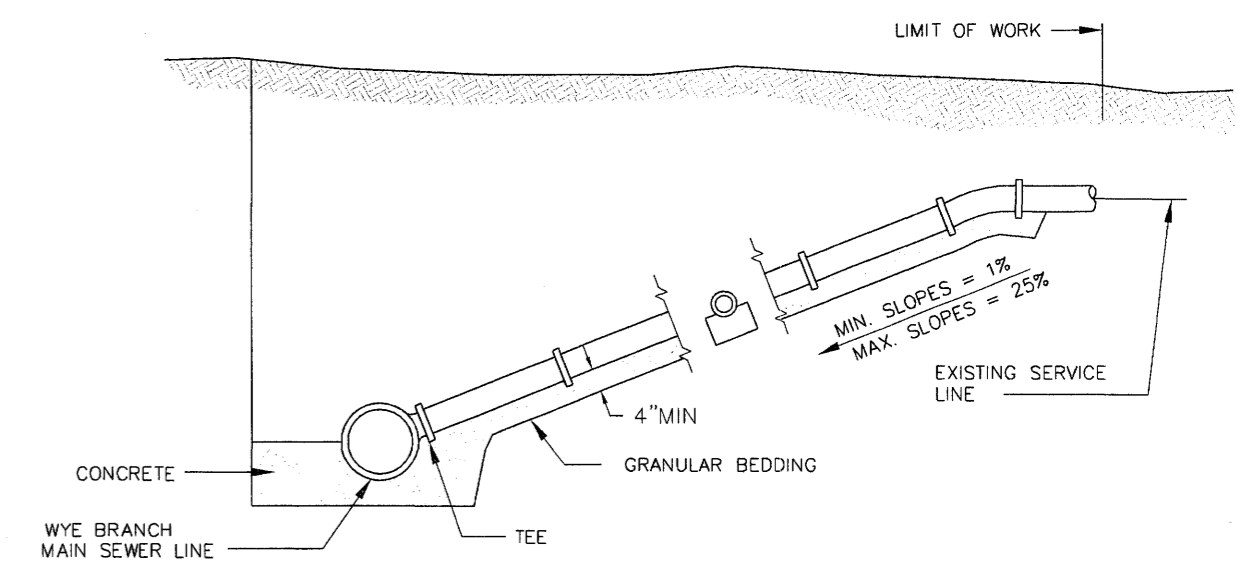 LIMIT OF WORK
MIN. SLOPES = 1%
MAX. SLOPES = 25%
EXISTING SERVICE
LINE
4"MIN
GRANULAR BEDDING
CONCRETE
WYE BRANCH
MAIN SEWER LINE
TEE